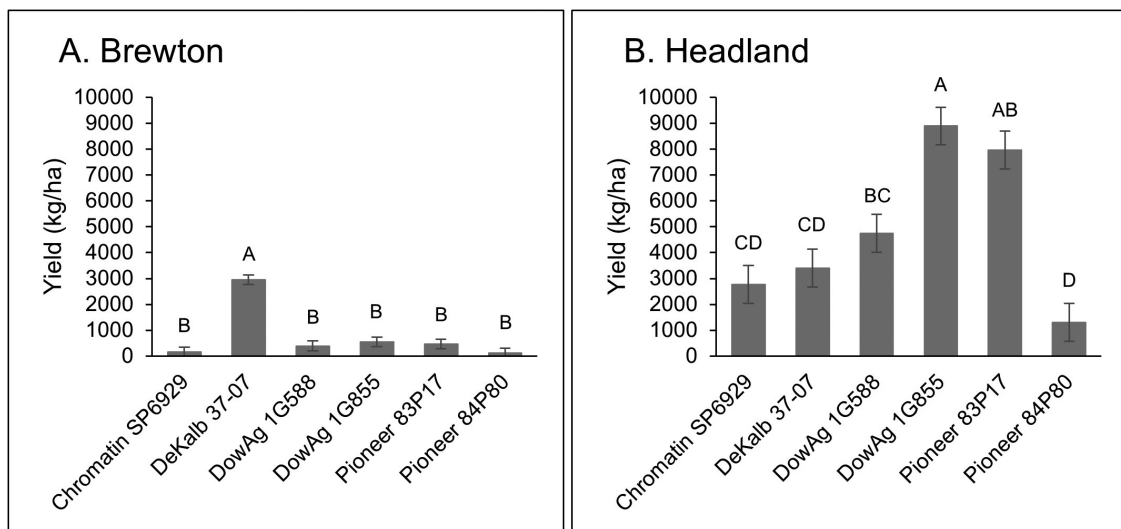 A. Brewton
Yield (kg/ha)
10000
9000
8000
7000
6000
5000
4000
3000
2000
1000
0
B
A
B
B
B
B
Chromatin SP6929
DeKalb 37-07
DowAg 1G588
DowAg 1G855
Pioneer 83P17
Pioneer 84P80
B. Headland
Yield (kg/ha)
10000
9000
8000
7000
6000
5000
4000
3000
2000
1000
0
CD
CD
BC
A
AB
D
Chromatin SP6929
DeKalb 37-07
DowAg 1G588
DowAg 1G855
Pioneer 83P17
Pioneer 84P80